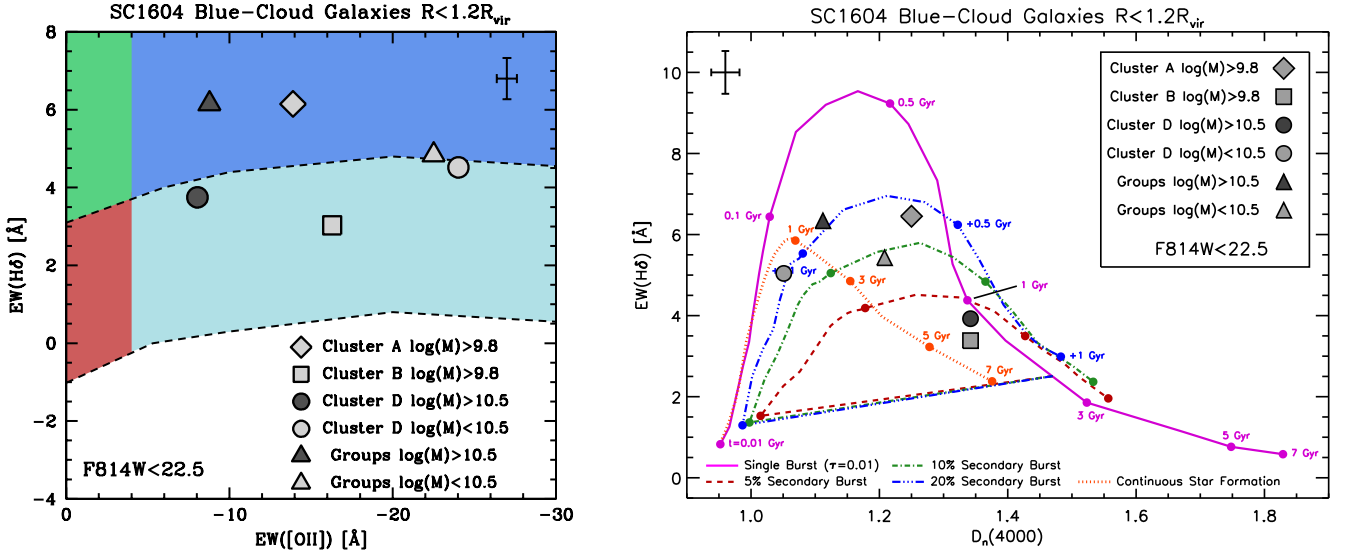 SC1604 Blue-Cloud Galaxies R<1.2Rvir
8
6
4
2
0
-2
-4
EW(Hδ) [Å]
Cluster A log(M)>9.8
Cluster B log(M)>9.8
Cluster D log(M)>10.5
Cluster D log(M)<10.5
Groups log(M)>10.5
Groups log(M)<10.5
F814W<22.5
0 -10 -20 -30
EW([OII]) [Å]
SC1604 Blue-Cloud Galaxies R<1.2Rvir
10
8
6
4
2
0
EW(Hδ) [Å]
Cluster A log(M)>9.8
Cluster B log(M)>9.8
Cluster D log(M)>10.5
Cluster D log(M)<10.5
Groups log(M)>10.5
Groups log(M)<10.5
F814W<22.5
0.5 Gyr
0.1 Gyr
1 Gyr
+0.5 Gyr
3 Gyr
1 Gyr
5 Gyr
+1 Gyr
7 Gyr
3 Gyr
t=0.01 Gyr
5 Gyr
7 Gyr
Single Burst (τ=0.01)
10% Secondary Burst
5% Secondary Burst
20% Secondary Burst
Continuous Star Formation
1.0 1.2 1.4 1.6 1.8
Dn(4000)